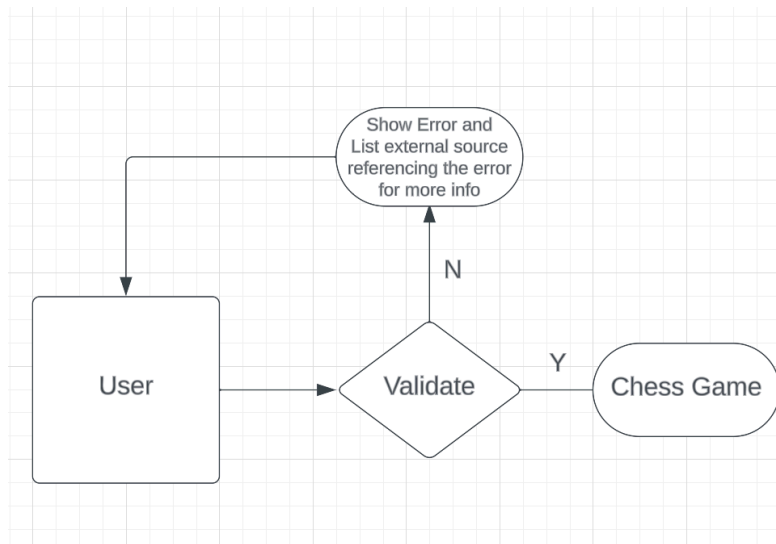 Show Error and
List external source
referencing the error
for more info
N
Y
User
Validate
Chess Game